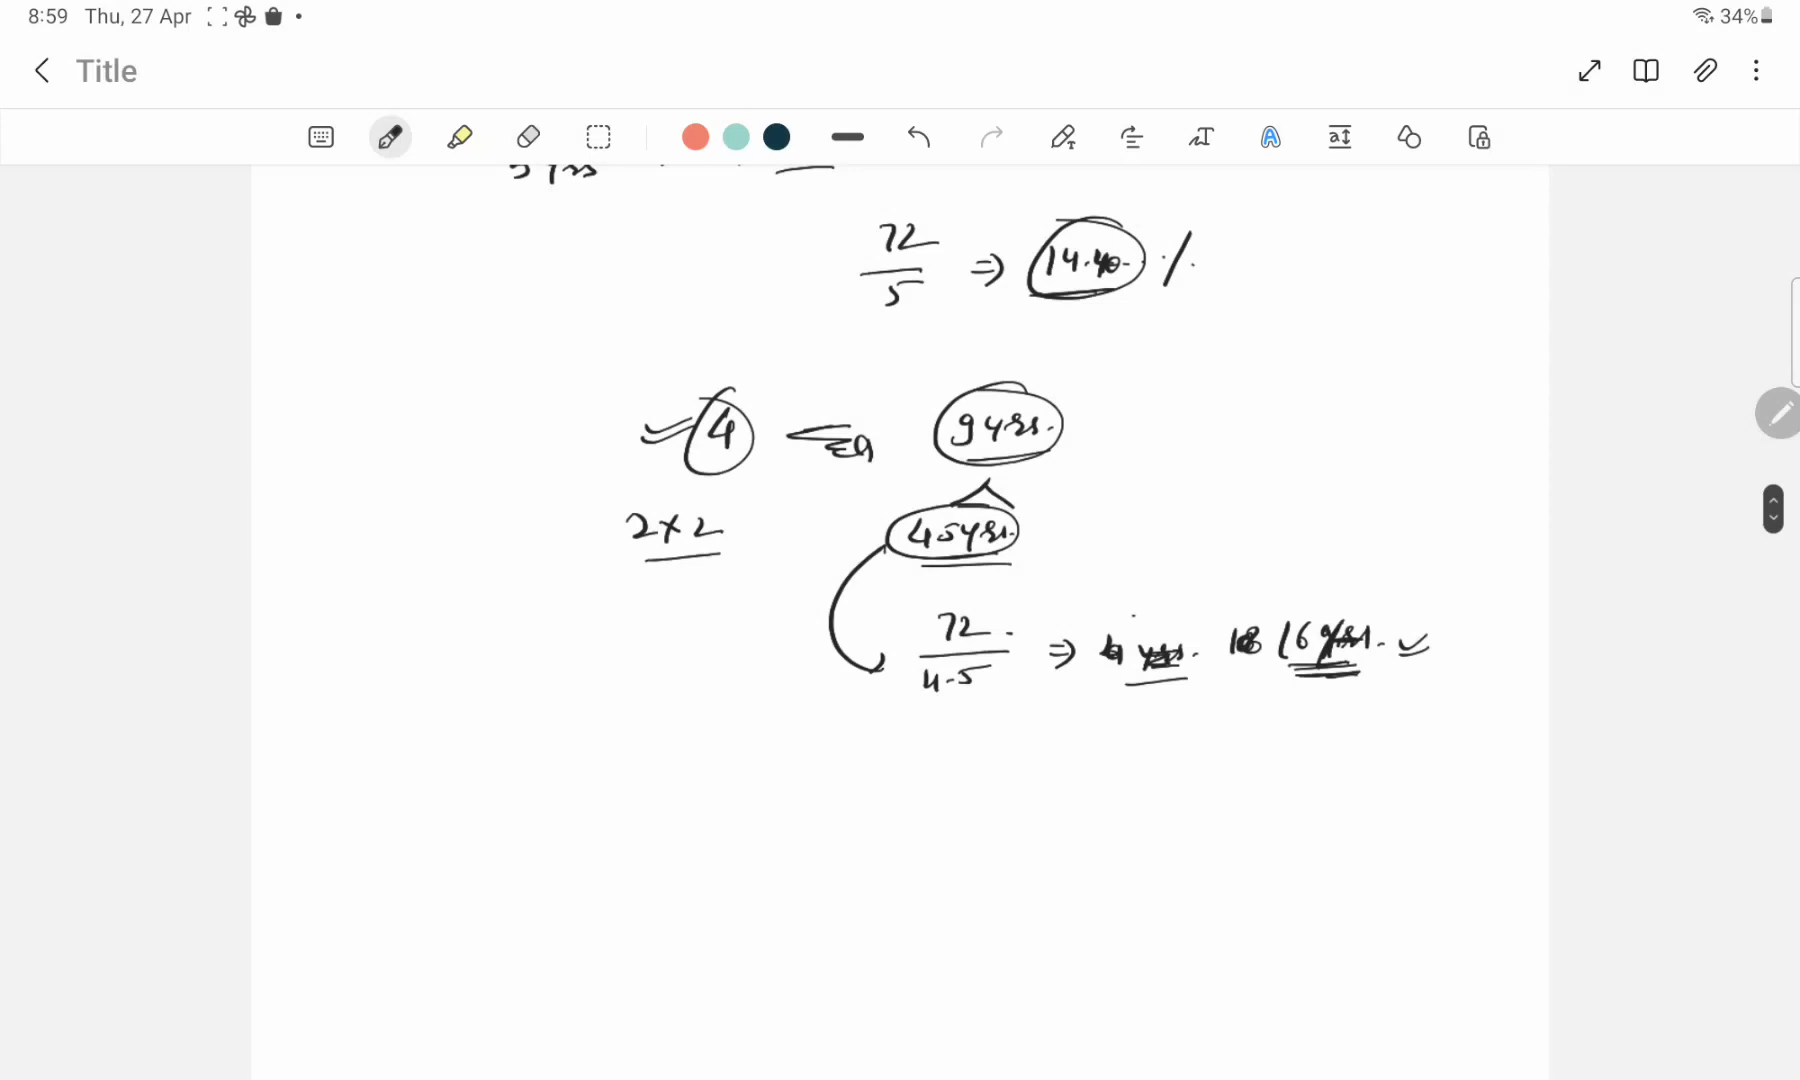 8:59 Thu, 27 Apr 34%
Title
72
5 ⇒ 14.40 %
4 9 yrs.
2 x 2 4.5 yrs.
72
4.5 ⇒ 16